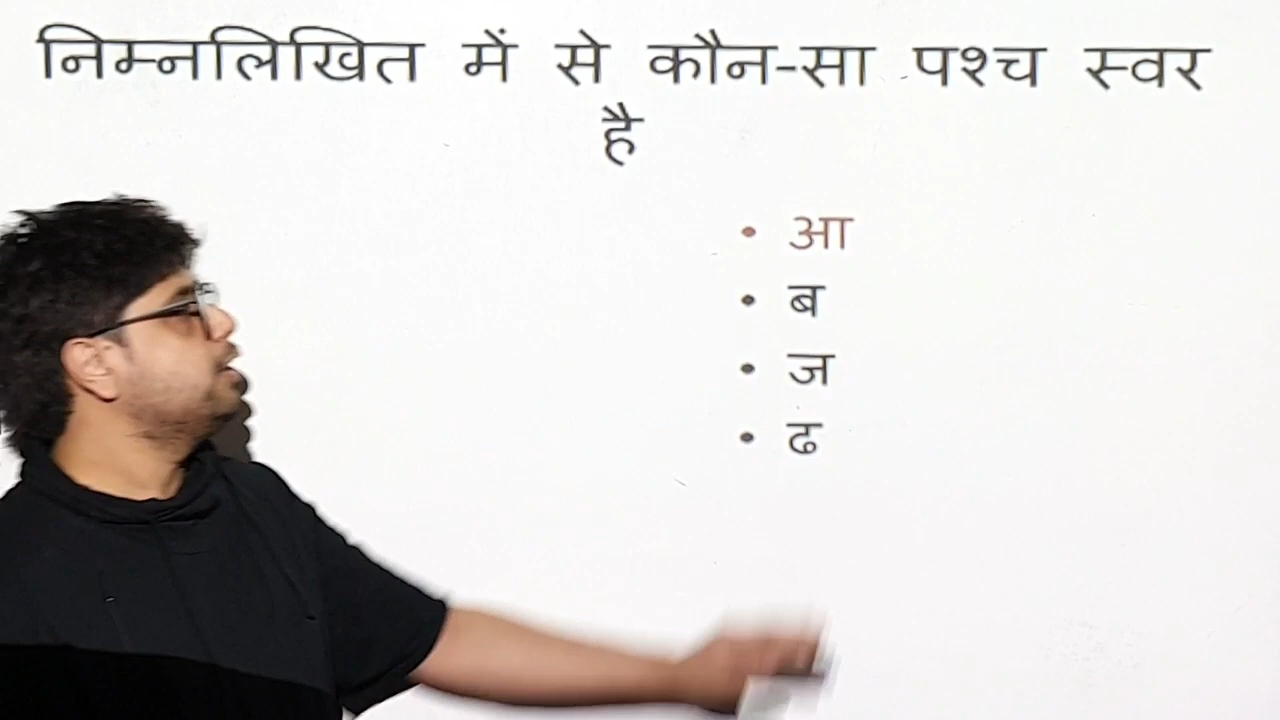 निम्नलिखित में से कौन-सा पश्च स्वर
है
• आ
• ब
• ज
• ढ